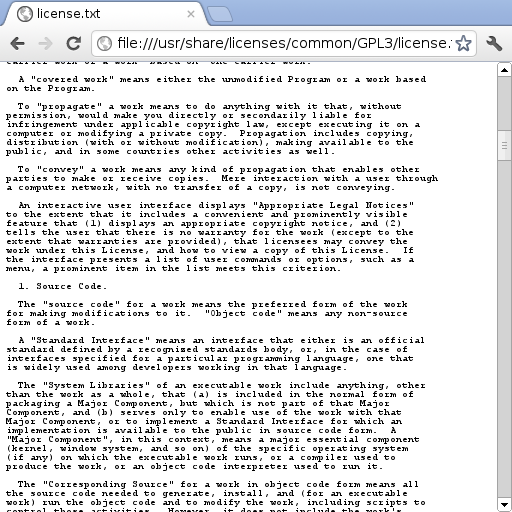 license.txt
file:///usr/share/licenses/common/GPL3/license.
earlier work or a work "based on" the earlier work.
A "covered work" means either the unmodified Program or a work based
on the Program.
To "propagate" a work means to do anything with it that, without
permission, would make you directly or secondarily liable for
infringement under applicable copyright law, except executing it on a
computer or modifying a private copy.  Propagation includes copying,
distribution (with or without modification), making available to the
public, and in some countries other activities as well.
To "convey" a work means any kind of propagation that enables other
parties to make or receive copies.  Mere interaction with a user through
a computer network, with no transfer of a copy, is not conveying.
An interactive user interface displays "Appropriate Legal Notices"
to the extent that it includes a convenient and prominently visible
feature that (1) displays an appropriate copyright notice, and (2)
tells the user that there is no warranty for the work (except to the
extent that warranties are provided), that licensees may convey the
work under this License, and how to view a copy of this License.  If
the interface presents a list of user commands or options, such as a
menu, a prominent item in the list meets this criterion.
1. Source Code.
The "source code" for a work means the preferred form of the work
for making modifications to it.  "Object code" means any non-source
form of a work.
A "Standard Interface" means an interface that either is an official
standard defined by a recognized standards body, or, in the case of
interfaces specified for a particular programming language, one that
is widely used among developers working in that language.
The "System Libraries" of an executable work include anything, other
than the work as a whole, that (a) is included in the normal form of
packaging a Major Component, but which is not part of that Major
Component, and (b) serves only to enable use of the work with that
Major Component, or to implement a Standard Interface for which an
implementation is available to the public in source code form.  A
"Major Component", in this context, means a major essential component
(kernel, window system, and so on) of the specific operating system
(if any) on which the executable work runs, or a compiler used to
produce the work, or an object code interpreter used to run it.
The "Corresponding Source" for a work in object code form means all
the source code needed to generate, install, and (for an executable
work) run the object code and to modify the work, including scripts to
control those activities.  However, it does not include the work's